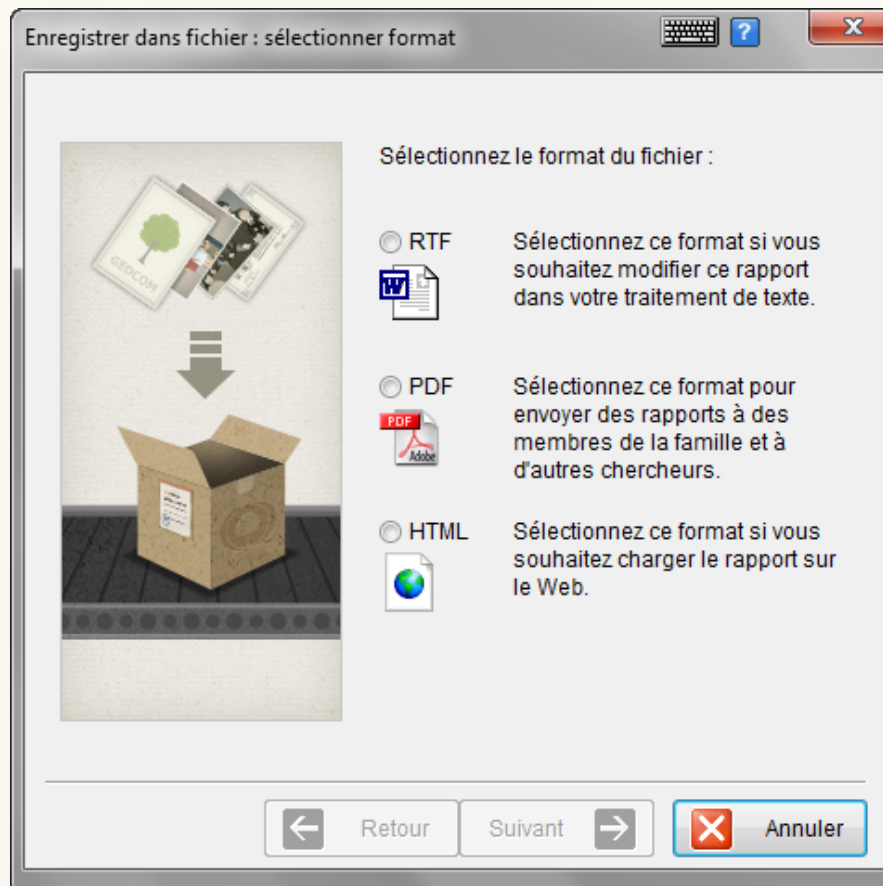 Enregistrer dans fichier : sélectionner format
?
X
Sélectionnez le format du fichier :
GEDCOM
RTF
Sélectionnez ce format si vous
souhaitez modifier ce rapport
dans votre traitement de texte.
W
PDF
Sélectionnez ce format pour
envoyer des rapports à des
membres de la famille et à
d'autres chercheurs.
PDF
Adobe
HTML
Sélectionnez ce format si vous
souhaitez charger le rapport sur
le Web.
Retour
Suivant
Annuler